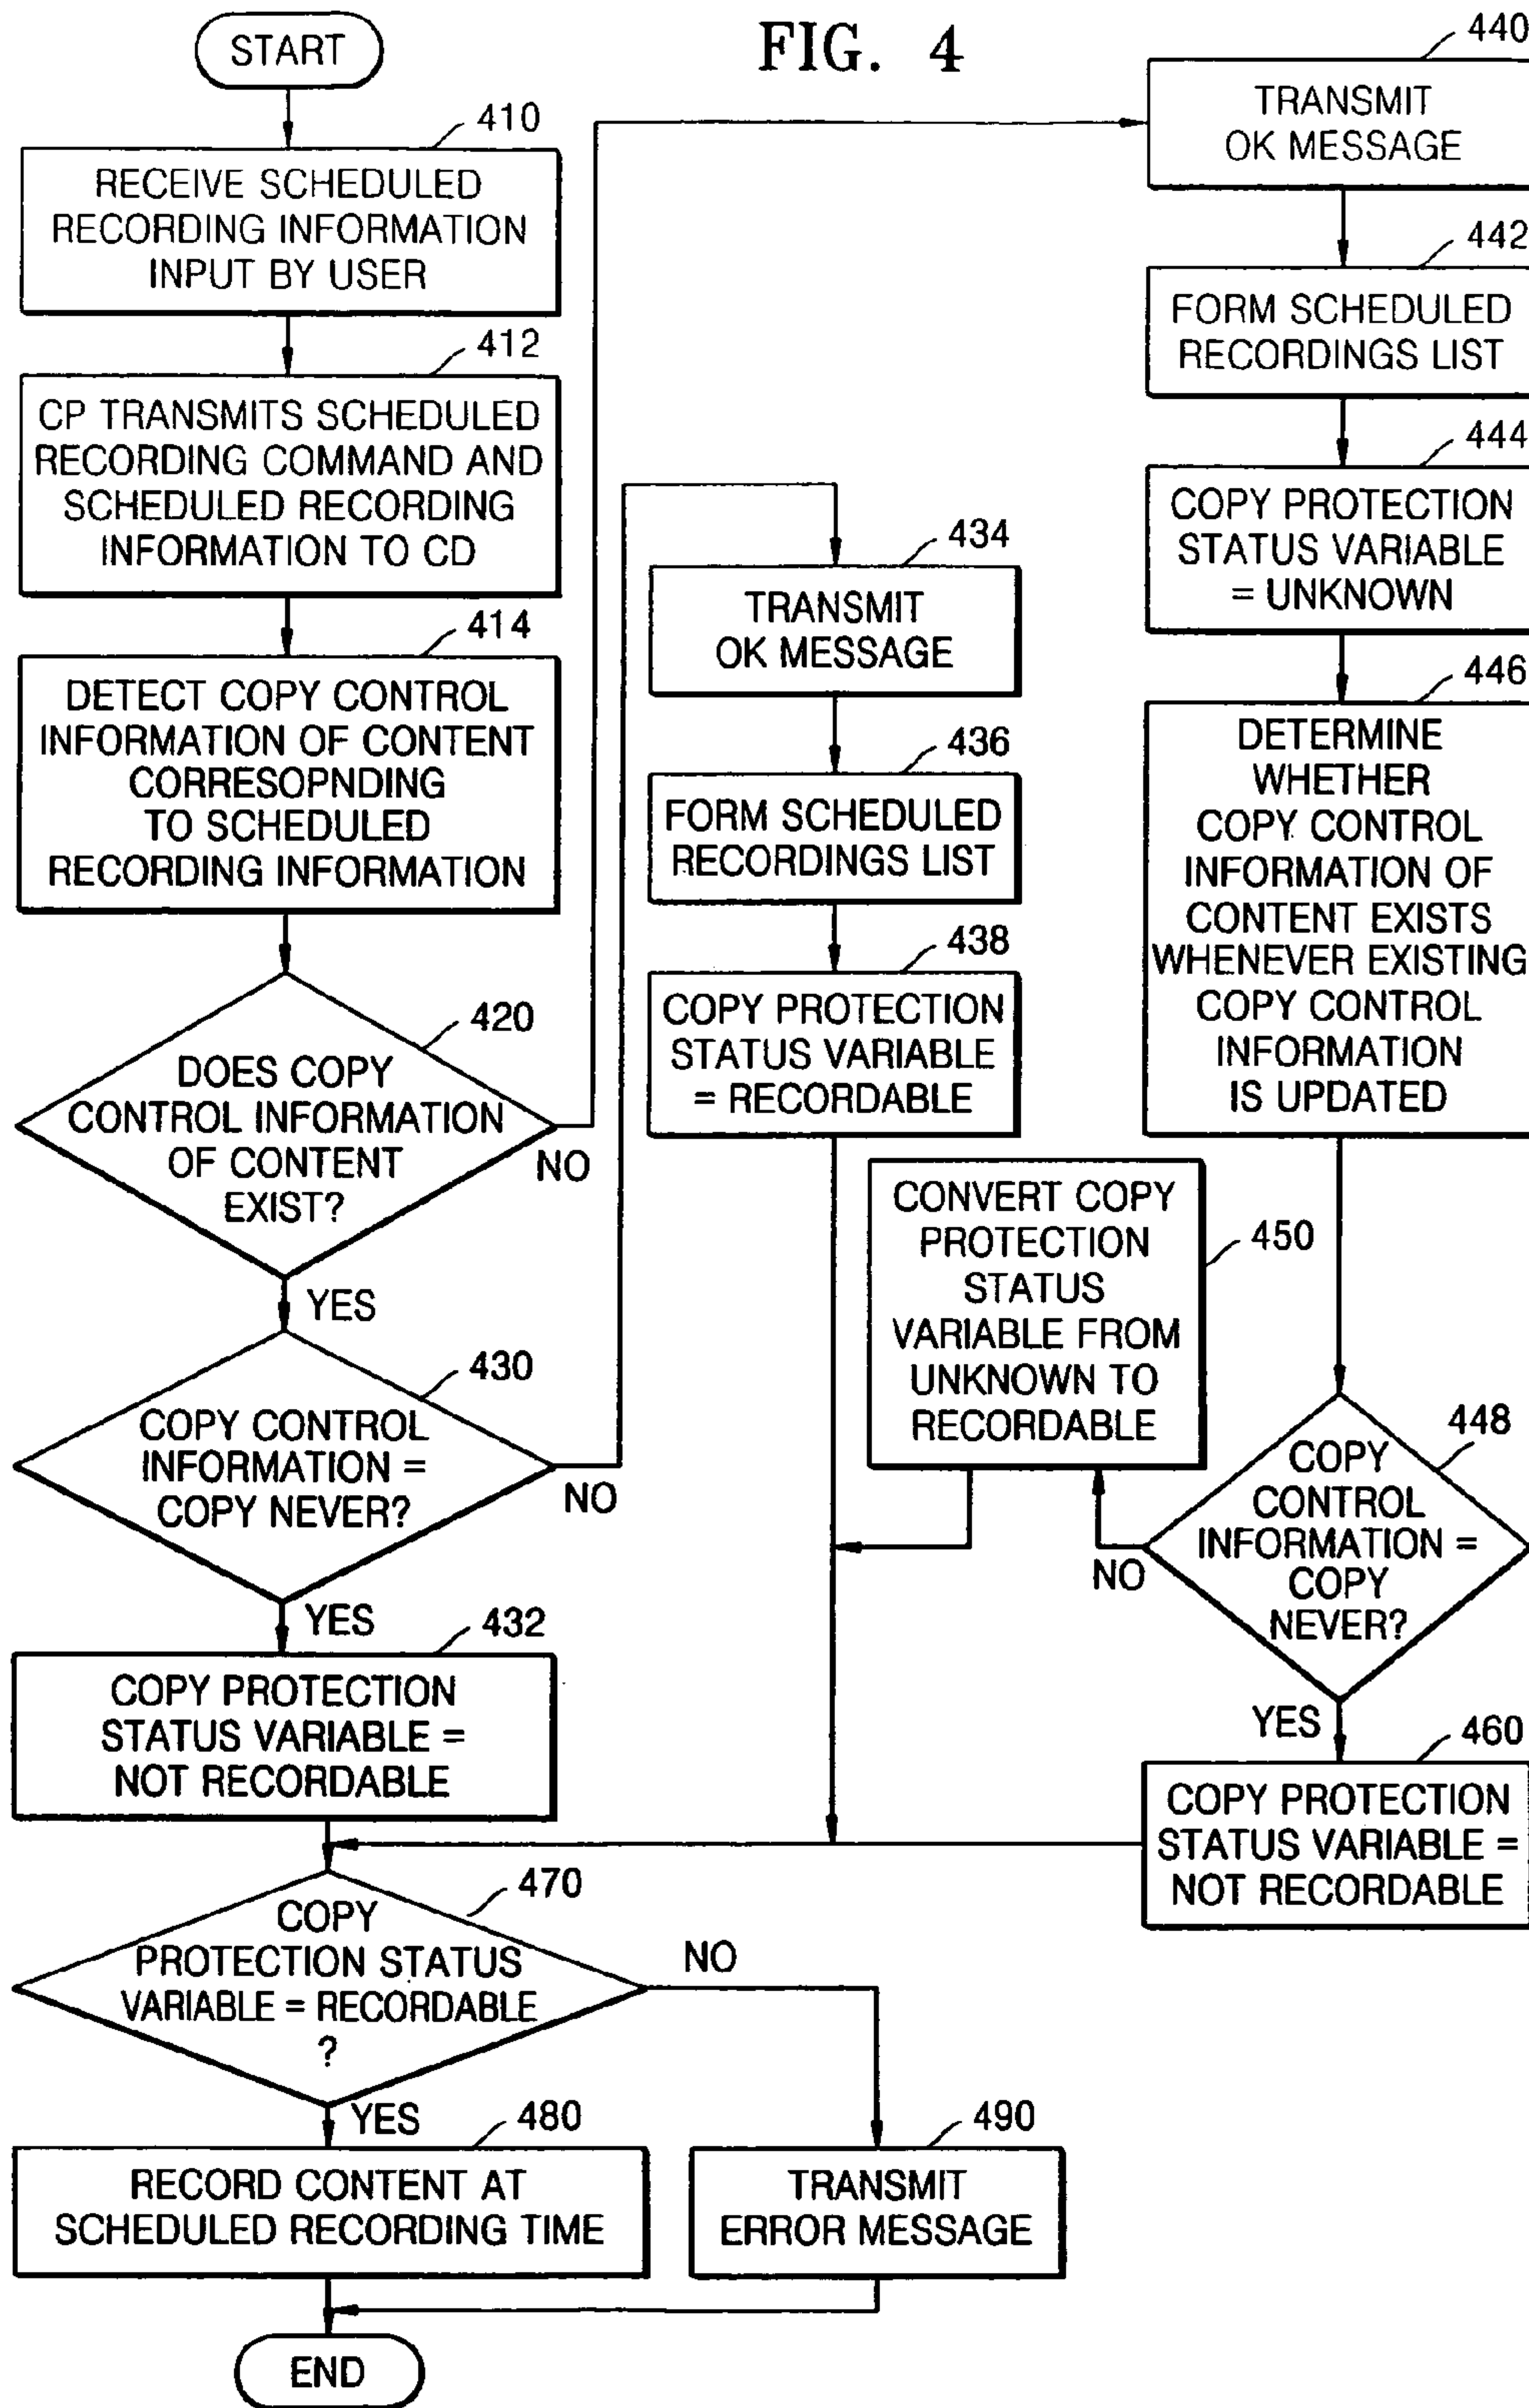 FIG. 4
START
410
RECEIVE SCHEDULED
RECORDING INFORMATION
INPUT BY USER
412
CP TRANSMITS SCHEDULED
RECORDING COMMAND AND
SCHEDULED RECORDING
INFORMATION TO CD
414
DETECT COPY CONTROL
INFORMATION OF CONTENT
CORRESOPNDING
TO SCHEDULED
RECORDING INFORMATION
420
DOES COPY
CONTROL INFORMATION
OF CONTENT
EXIST?
NO
YES
430
COPY CONTROL
INFORMATION =
COPY NEVER?
NO
YES
432
COPY PROTECTION
STATUS VARIABLE =
NOT RECORDABLE
434
TRANSMIT
OK MESSAGE
436
FORM SCHEDULED
RECORDINGS LIST
438
COPY PROTECTION
STATUS VARIABLE
= RECORDABLE
440
TRANSMIT
OK MESSAGE
442
FORM SCHEDULED
RECORDINGS LIST
444
COPY PROTECTION
STATUS VARIABLE
= UNKNOWN
446
DETERMINE
WHETHER
COPY CONTROL
INFORMATION OF
CONTENT EXISTS
WHENEVER EXISTING
COPY CONTROL
INFORMATION
IS UPDATED
448
COPY
CONTROL
INFORMATION =
COPY
NEVER?
NO
YES
450
CONVERT COPY
PROTECTION
STATUS
VARIABLE FROM
UNKNOWN TO
RECORDABLE
460
COPY PROTECTION
STATUS VARIABLE =
NOT RECORDABLE
470
COPY
PROTECTION STATUS
VARIABLE = RECORDABLE
?
NO
YES
480
RECORD CONTENT AT
SCHEDULED RECORDING TIME
490
TRANSMIT
ERROR MESSAGE
END